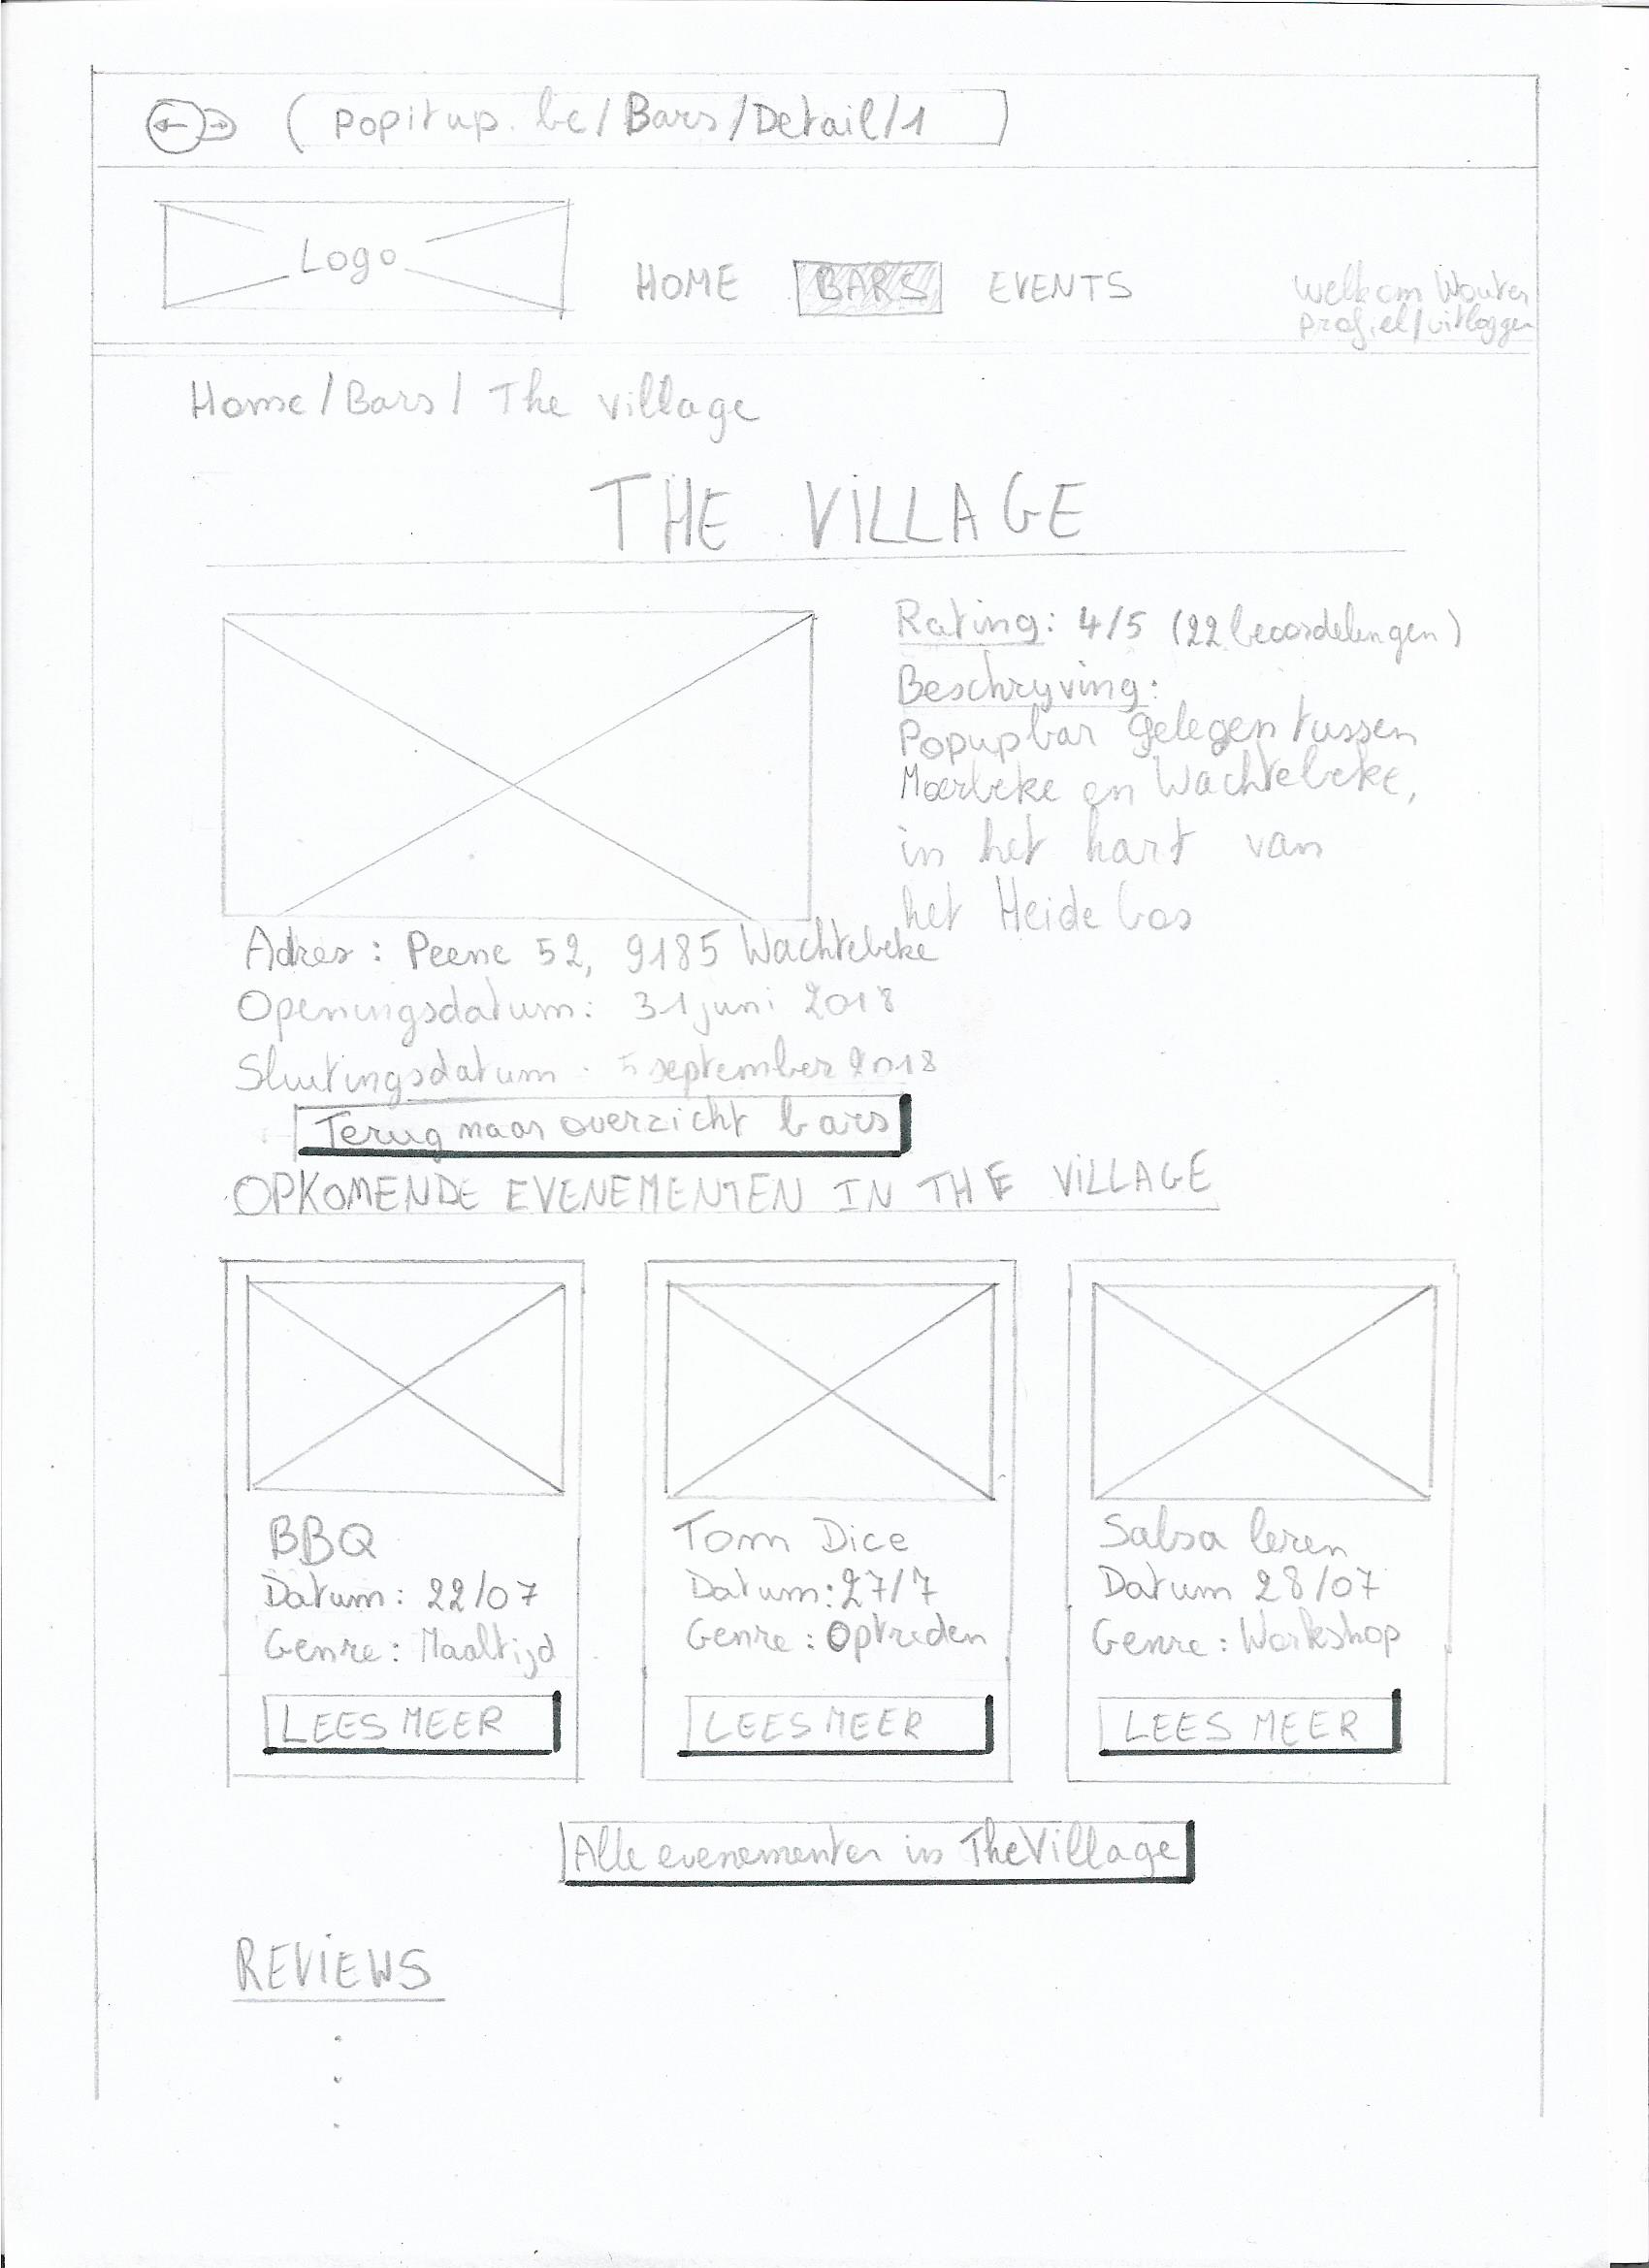 popitup.be/Bars/Detail/1
Logo
HOME BARS EVENTS
Welkom Wouter
profiel/uitloggen
Home/Bars/ The village
THE VILLAGE
Rating: 4/5 (22 beoordelingen)
Beschryving:
Popupbar gelegen tussen
Moerbeke en Wachtebeke,
in het hart van
het Heidebos
Adres: Peene 52, 9185 Wachtebeke
Openingsdatum: 31 juni 2018
Sluitingsdatum: 5 september 2018
Terug naar overzicht bars
OPKOMENDE EVENEMENTEN IN THE VILLAGE
BBQ
Datum: 22/07
Genre: Maaltijd
LEES MEER
Tom Dice
Datum: 27/7
Genre: Optreden
LEES MEER
Salsa leren
Datum 28/07
Genre: Workshop
LEES MEER
Alle evenementen in The Village
REVIEWS